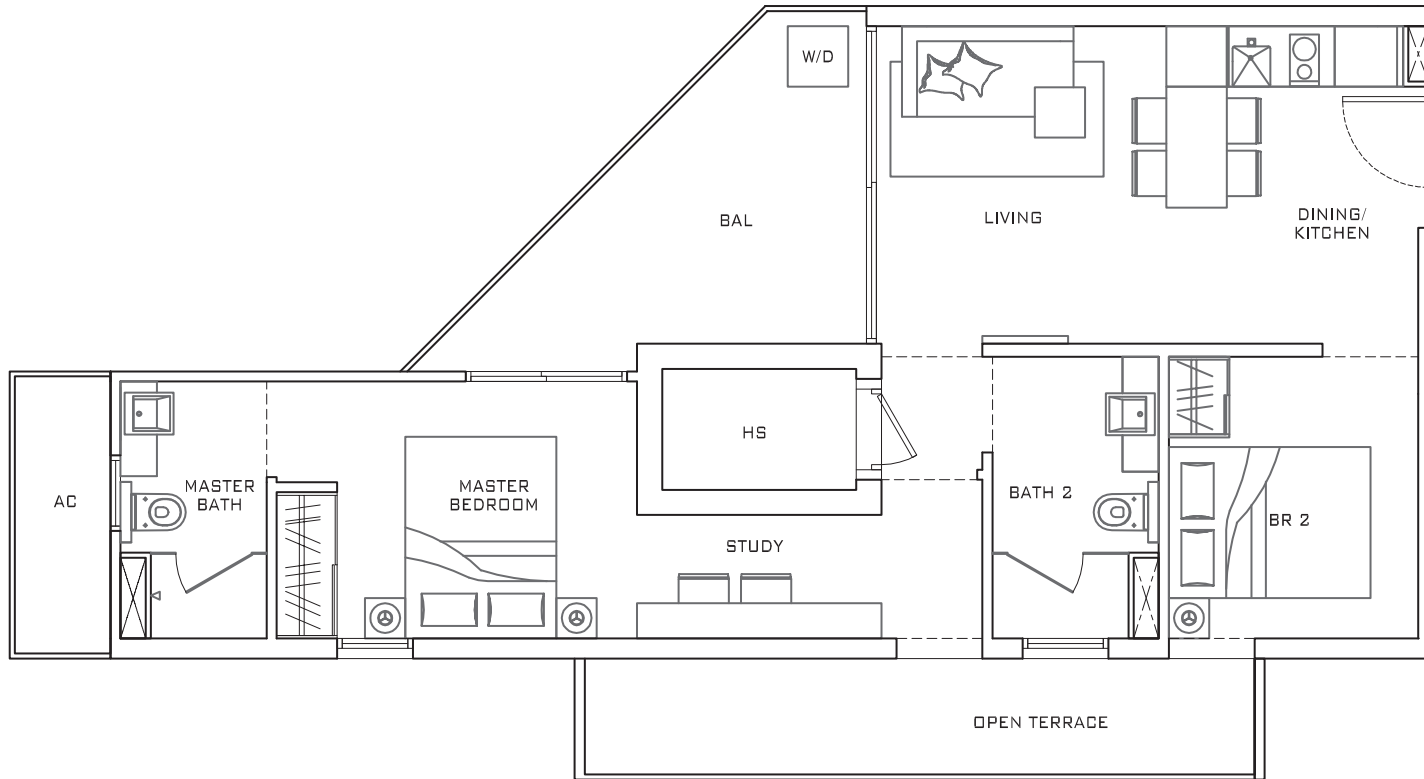 W/D
BAL
LIVING
DINING/
KITCHEN
HS
AC
MASTER
BATH
MASTER
BEDROOM
BATH 2
BR 2
STUDY
OPEN TERRACE